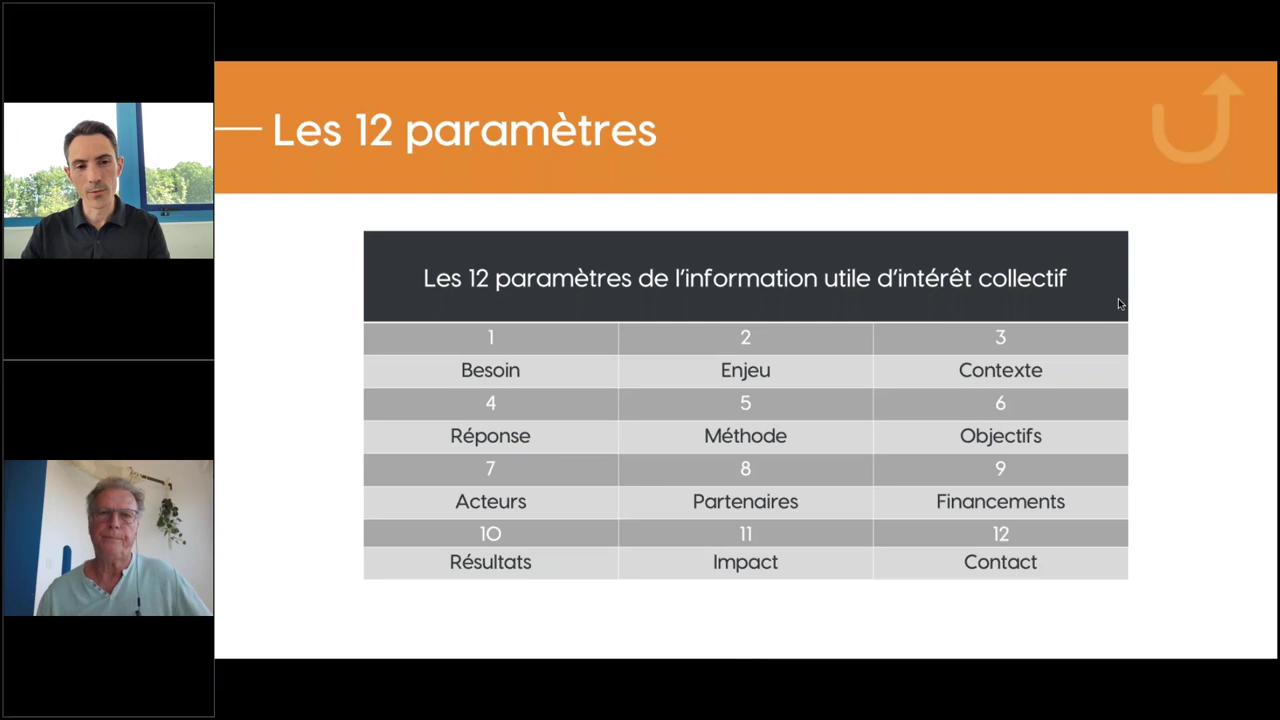 Les 12 paramètres
Les 12 paramètres de l’information utile d’intérêt collectif
1 2 3
Besoin Enjeu Contexte
4 5 6
Réponse Méthode Objectifs
7 8 9
Acteurs Partenaires Financements
10 11 12
Résultats Impact Contact